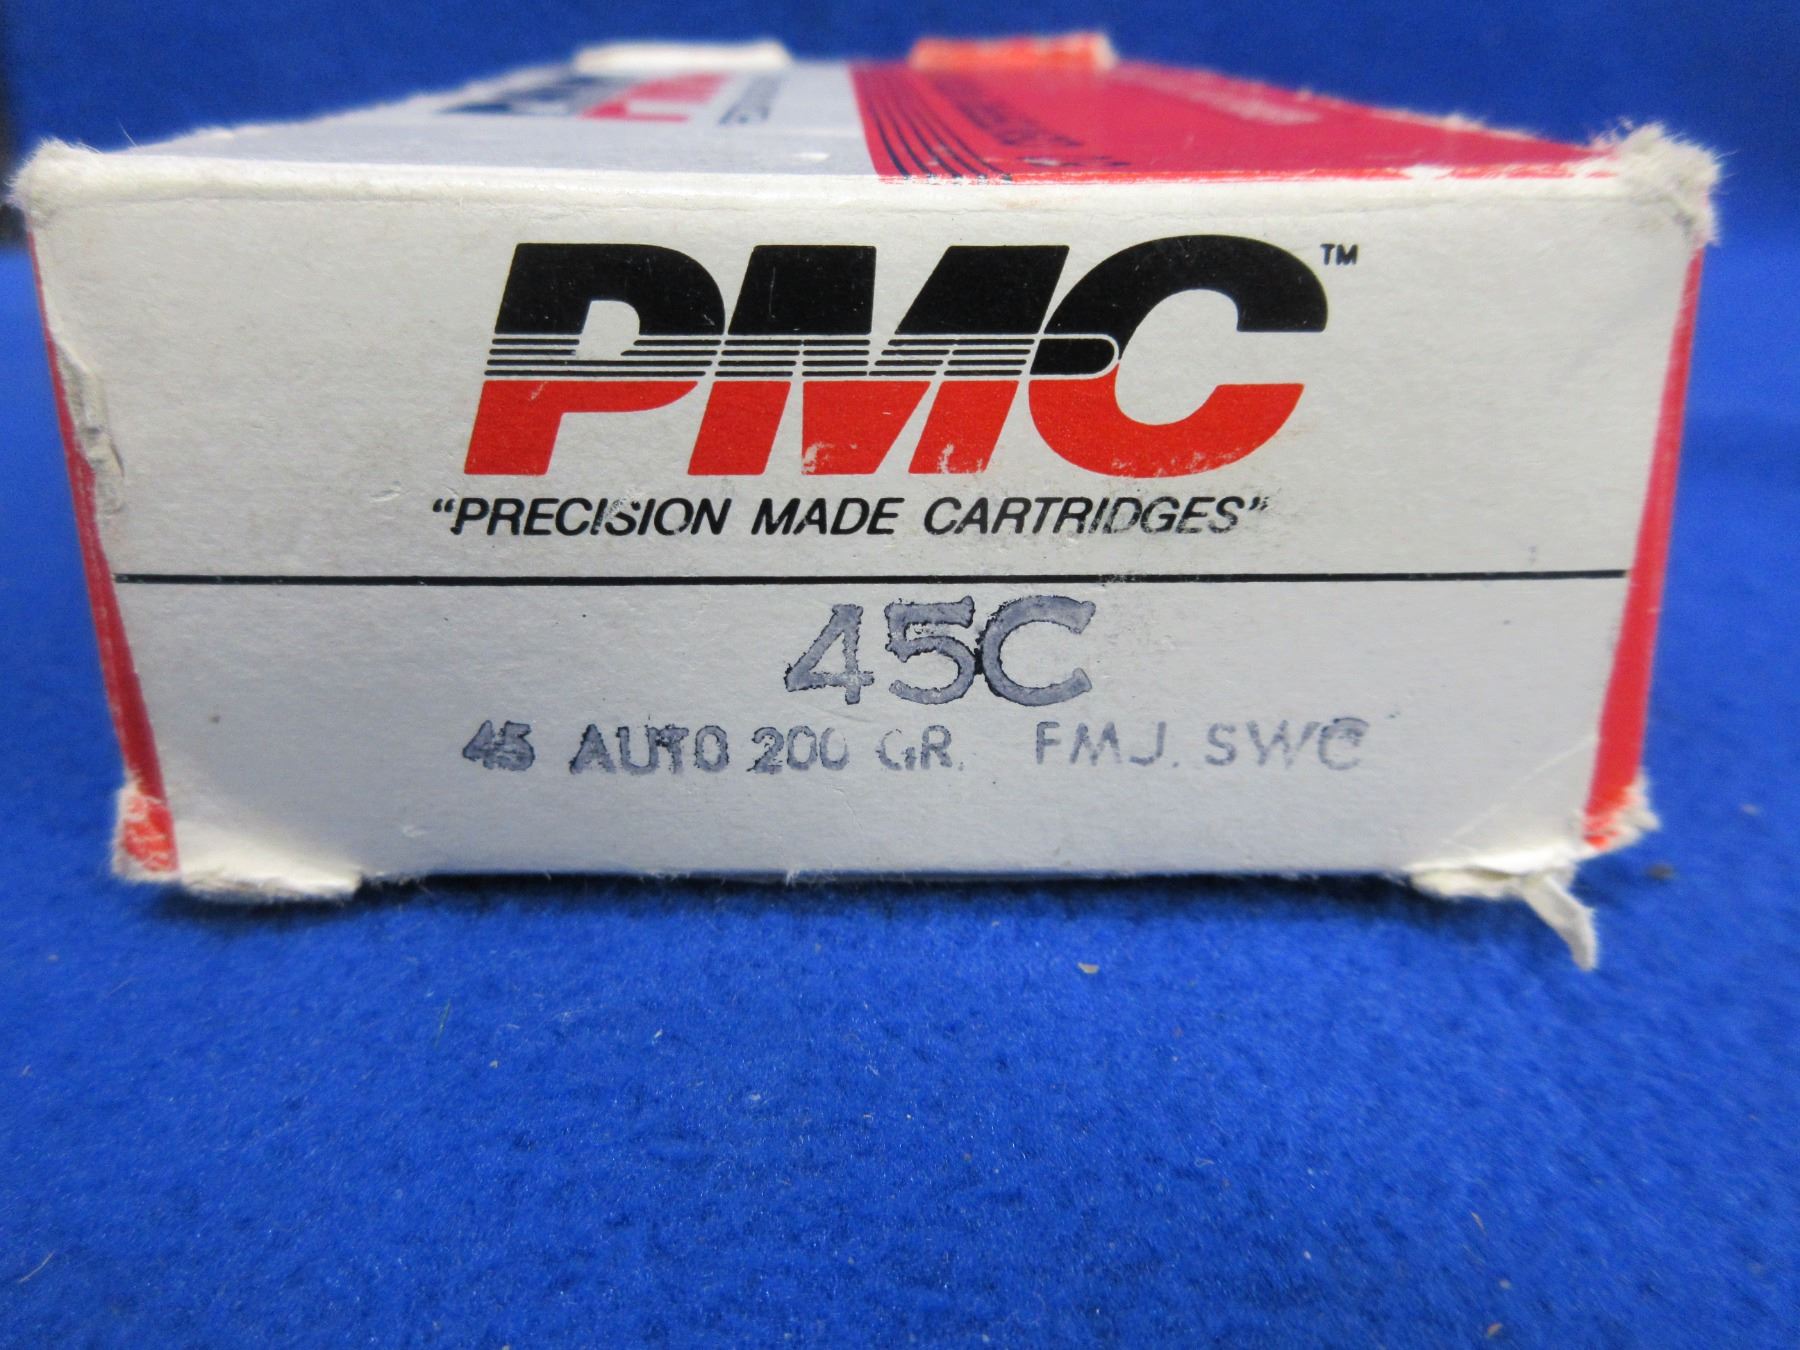 PMC™
"PRECISION MADE CARTRIDGES"
45C
45 AUTO 200 GR. FMJ. SWC